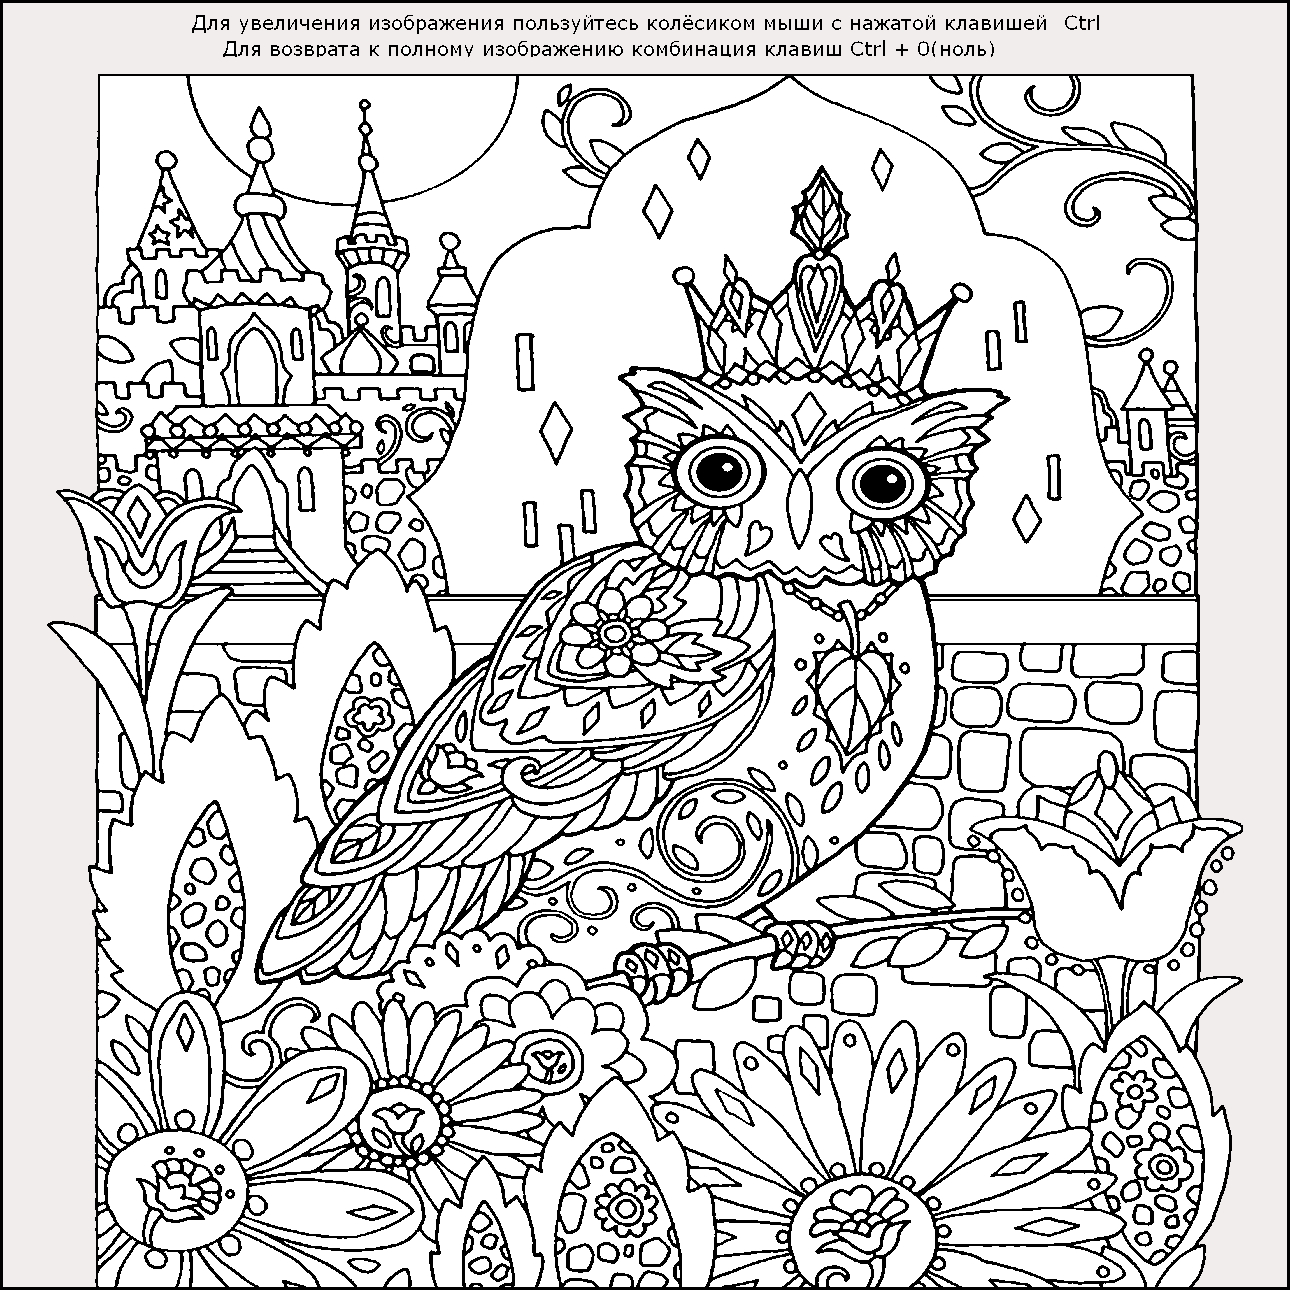 Для увеличения изображения пользуйтесь колёсиком мыши с нажатой клавишей Ctrl
Для возврата к полному изображению комбинация клавиш Ctrl + 0(ноль)